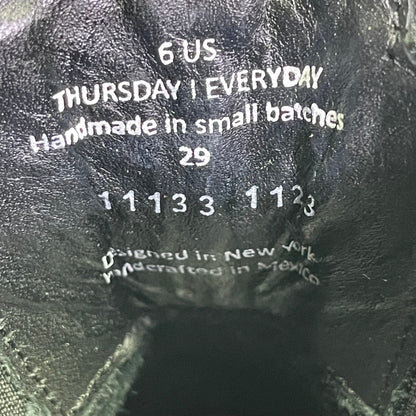 6 US
THURSDAY | EVERYDAY
Handmade in small batches
29
11133 1123
Designed in New York
Handcrafted in Mexico